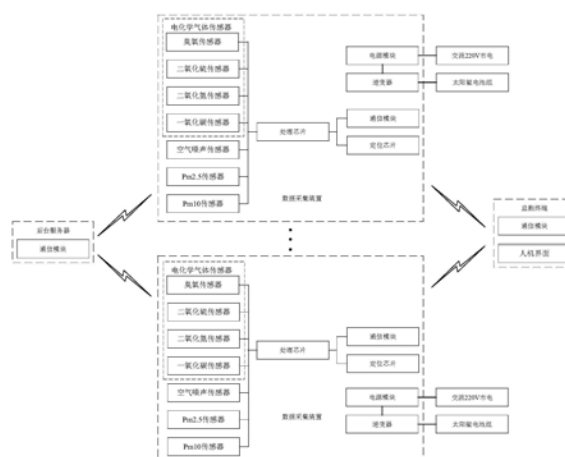 电化学气体传感器
臭氧传感器
二氧化硫传感器
二氧化氮传感器
一氧化碳传感器
空气噪声传感器
Pm2.5传感器
Pm10传感器
处理芯片
电源模块
交流220V市电
逆变器
太阳能电池组
通信模块
定位芯片
数据采集装置
后台服务器
通信模块
监测终端
通信模块
人机界面
电化学气体传感器
臭氧传感器
二氧化硫传感器
二氧化氮传感器
一氧化碳传感器
空气噪声传感器
Pm2.5传感器
Pm10传感器
处理芯片
通信模块
定位芯片
电源模块
交流220V市电
逆变器
太阳能电池组
数据采集装置